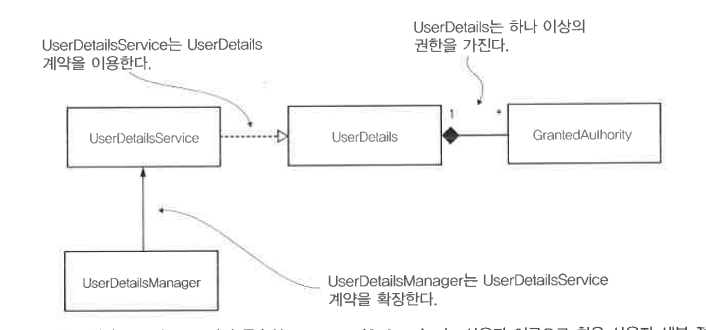 UserDetails는 하나 이상의
권한을 가진다.
UserDetailsService는 UserDetails
계약을 이용한다.
1
*
UserDetailsService
UserDetails
GrantedAuthority
UserDetailsManager
UserDetailsManager는 UserDetailsService
계약을 확장한다.